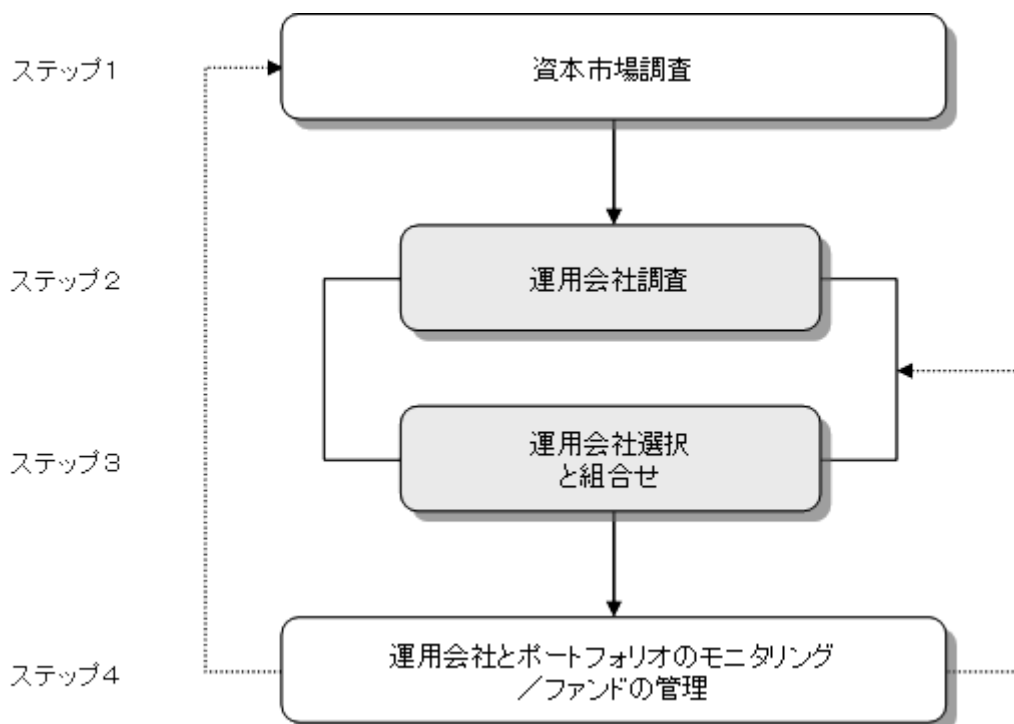 ステップ1
資本市場調査
ステップ2
運用会社調査
ステップ3
運用会社選択
と組合せ
ステップ4
運用会社とポートフォリオのモニタリング
／ファンドの管理